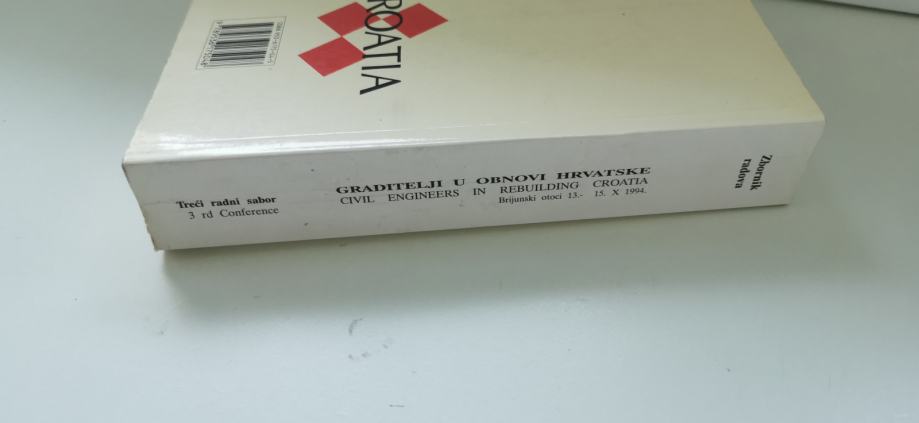 CROATIA
Treći radni sabor
3 rd Conference
GRADITELJI U OBNOVI HRVATSKE
CIVIL ENGINEERS IN REBUILDING CROATIA
Brijunski otoci 13.- 15. X 1994.
Zbornik
radova